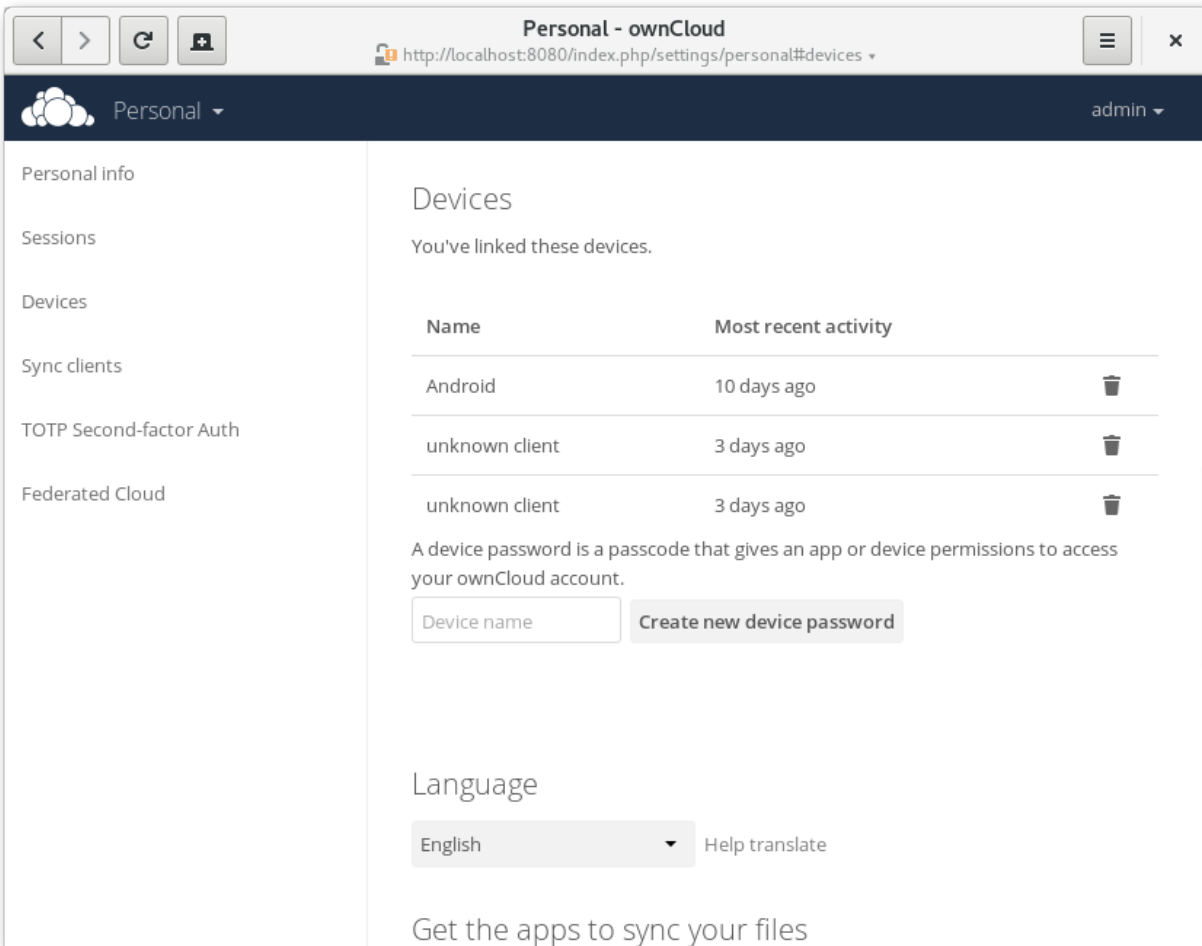 Personal - ownCloud
http://localhost:8080/index.php/settings/personal#devices
Personal
admin
Personal info
Sessions
Devices
Sync clients
TOTP Second-factor Auth
Federated Cloud
Devices
You've linked these devices.
Name Most recent activity
Android 10 days ago
unknown client 3 days ago
unknown client 3 days ago
A device password is a passcode that gives an app or device permissions to access
your ownCloud account.
Device name Create new device password
Language
English Help translate
Get the apps to sync your files